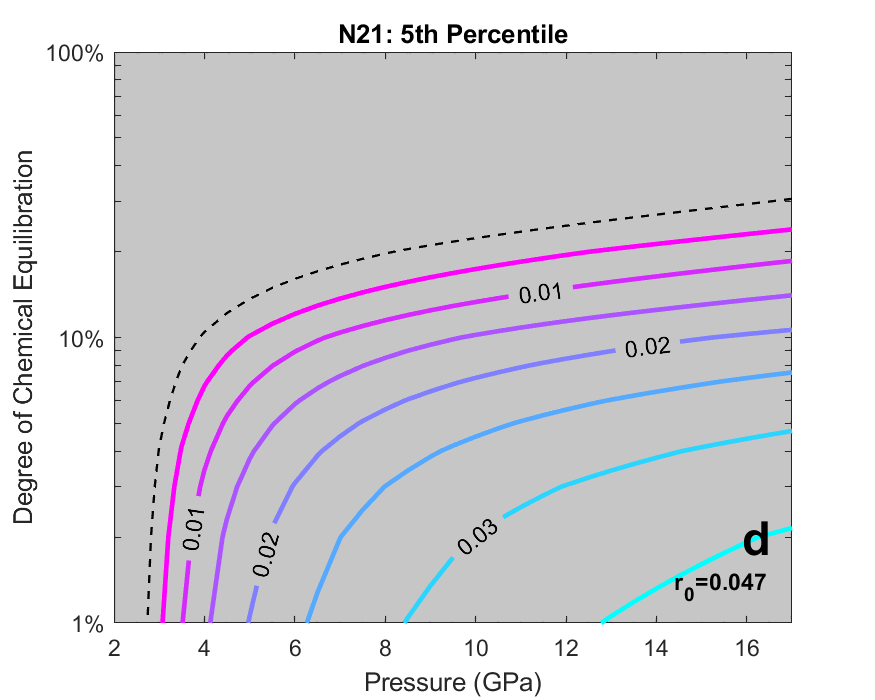 N21: 5th Percentile
100%
10%
1%
Degree of Chemical Equilibration
0.01
0.02
0.01
0.02
0.03
d
r0=0.047
2 4 6 8 10 12 14 16
Pressure (GPa)